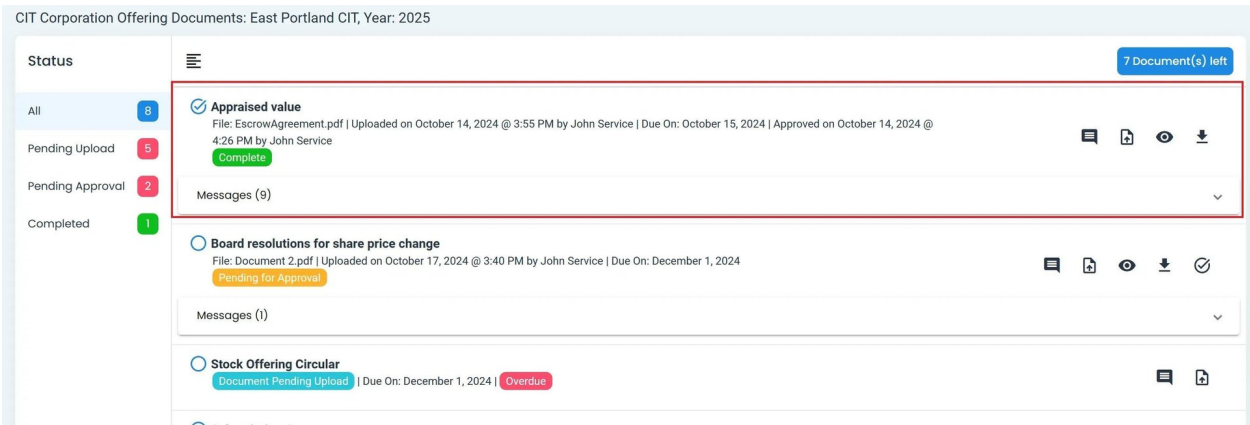 CIT Corporation Offering Documents: East Portland CIT, Year: 2025
Status
7 Document(s) left
All 8
Pending Upload 5
Pending Approval 2
Completed 1
Appraised value
File: EscrowAgreement.pdf | Uploaded on October 14, 2024 @ 3:55 PM by John Service | Due On: October 15, 2024 | Approved on October 14, 2024 @
4:26 PM by John Service
Complete
Messages (9)
Board resolutions for share price change
File: Document 2.pdf | Uploaded on October 17, 2024 @ 3:40 PM by John Service | Due On: December 1, 2024
Pending for Approval
Messages (1)
Stock Offering Circular
Document Pending Upload | Due On: December 1, 2024 | Overdue